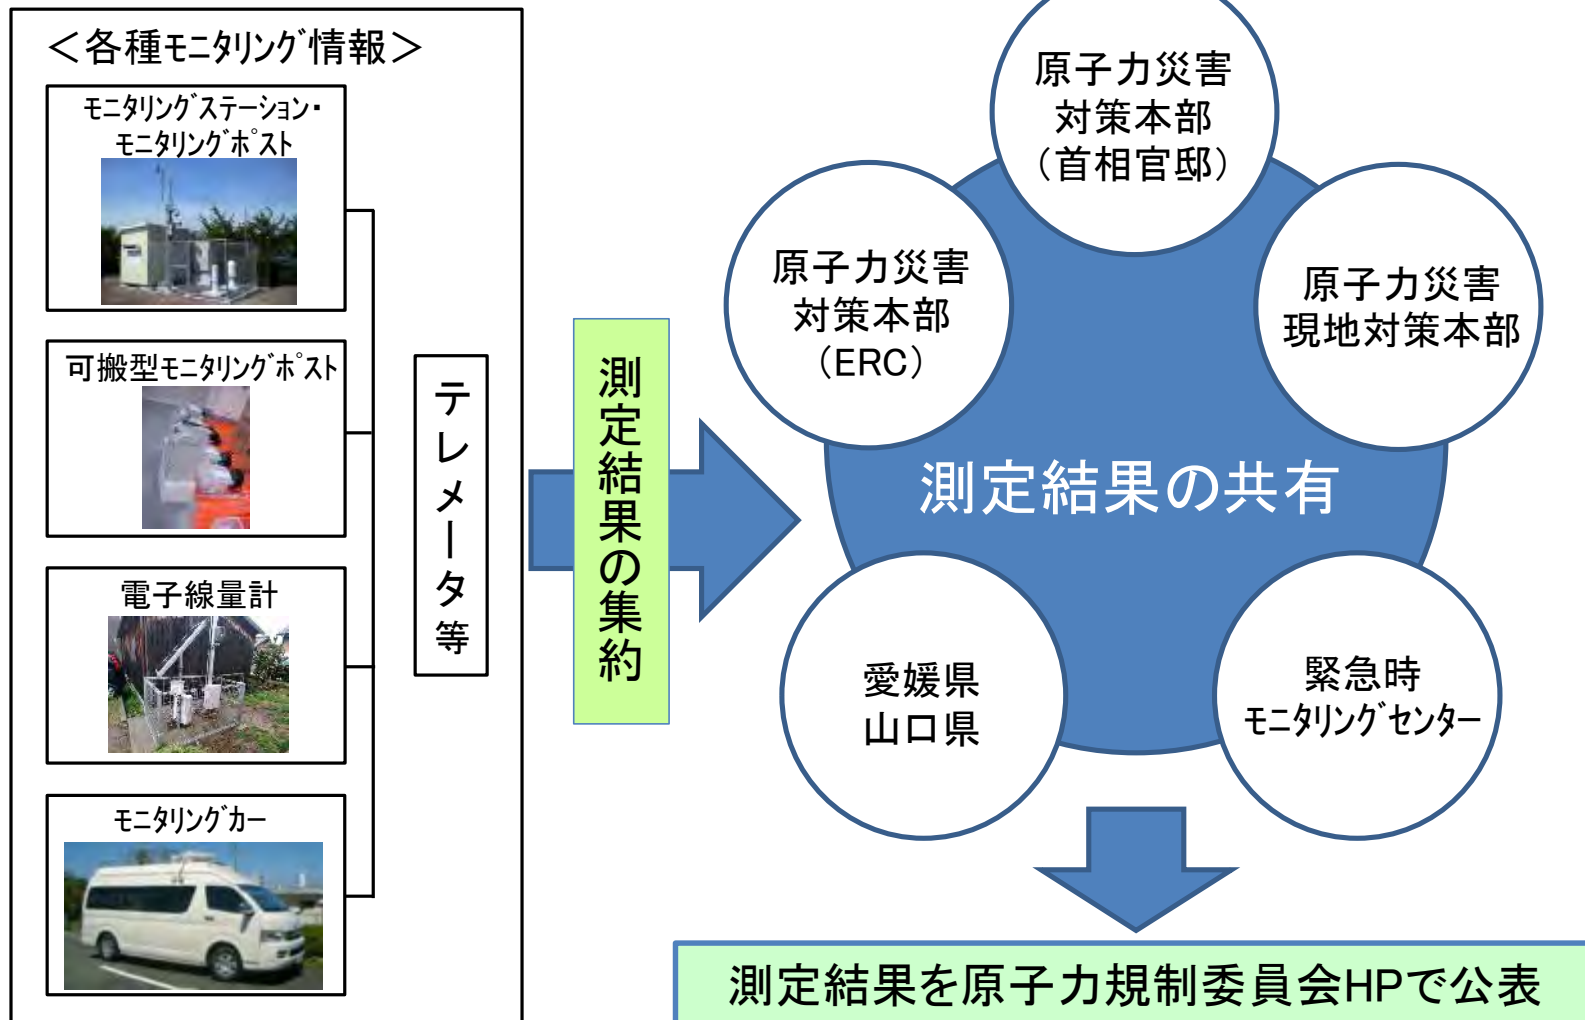 ＜各種ﾓﾆﾀﾘﾝｸﾞ情報＞
ﾓﾆﾀﾘﾝｸﾞｽﾃｰｼｮﾝ・
ﾓﾆﾀﾘﾝｸﾞﾎﾟｽﾄ
可搬型ﾓﾆﾀﾘﾝｸﾞﾎﾟｽﾄ
電子線量計
ﾓﾆﾀﾘﾝｸﾞｶｰ
テレメータ等
測定結果の集約
原子力災害
対策本部
（首相官邸）
原子力災害
対策本部
（ERC）
原子力災害
現地対策本部
測定結果の共有
愛媛県
山口県
緊急時
ﾓﾆﾀﾘﾝｸﾞｾﾝﾀｰ
測定結果を原子力規制委員会HPで公表